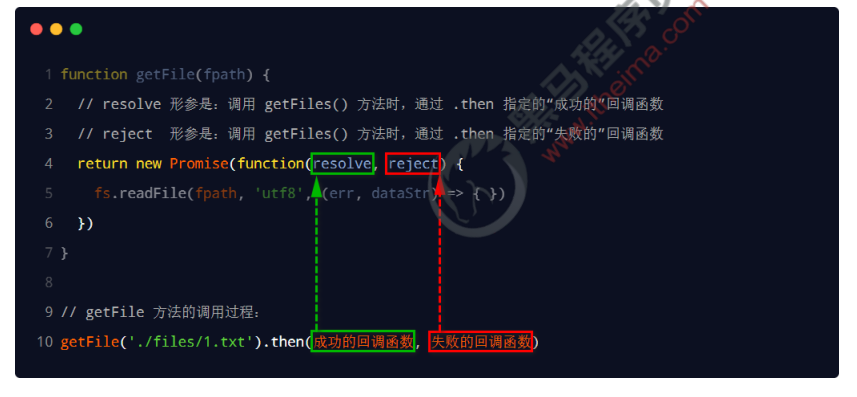 1 function getFile(fpath) {
2 // resolve 形参是：调用 getFiles() 方法时，通过 .then 指定的“成功的”回调函数
3 // reject 形参是：调用 getFiles() 方法时，通过 .then 指定的“失败的”回调函数
4 return new Promise(function(resolve, reject) {
5 fs.readFile(fpath, 'utf8', (err, dataStr) => { })
6 })
7 }
8
9 // getFile 方法的调用过程：
10 getFile('./files/1.txt').then(成功的回调函数, 失败的回调函数)
黑马程序员
www.itheima.com